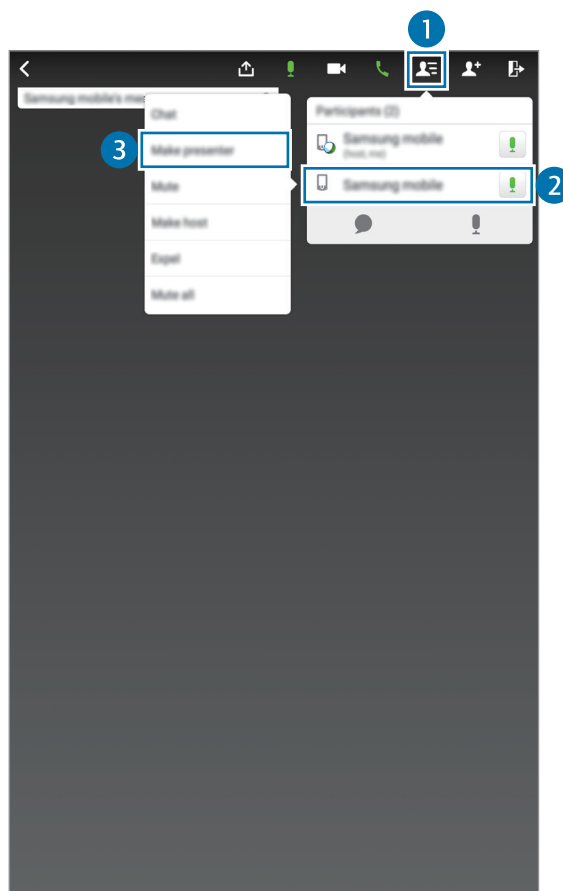 1
Samsung mobile's mee
Chat
Make presenter
Mute
Make host
Expel
Mute all
3
Participants (2)
Samsung mobile
(host, me)
Samsung mobile
2